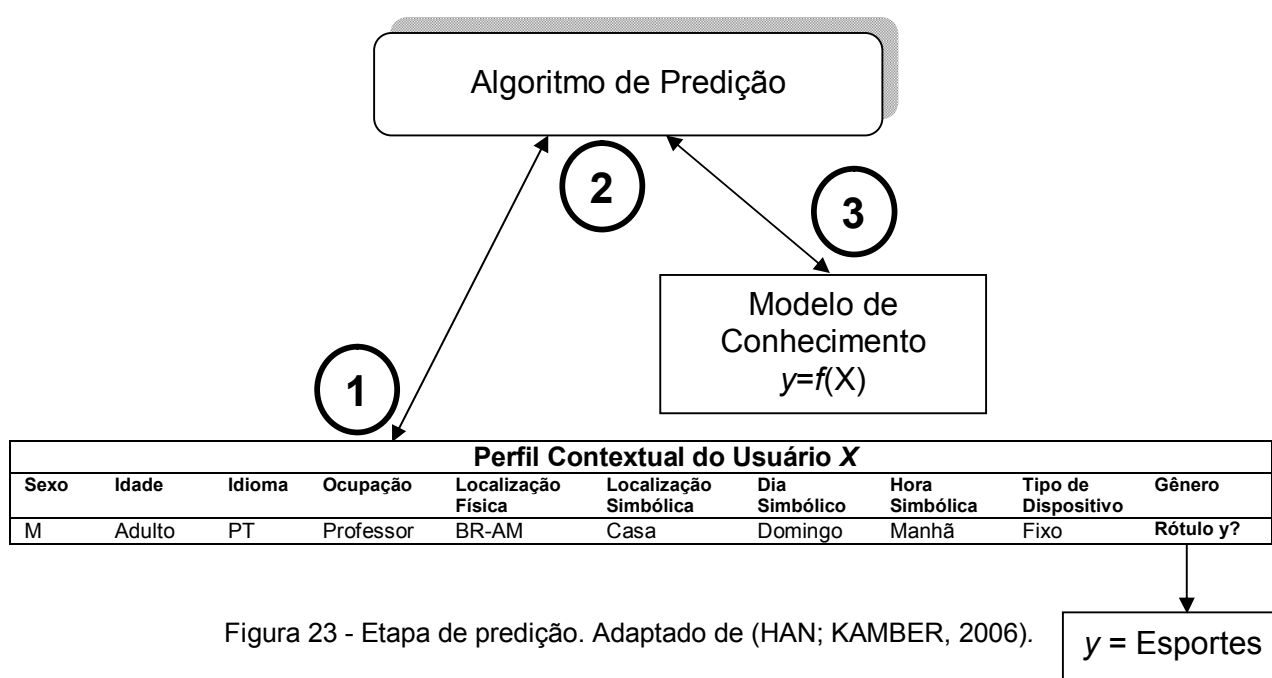 Algoritmo de Predição
2
3
Modelo de
Conhecimento
y=f(X)
1
Perfil Contextual do Usuário X
Sexo Idade Idioma Ocupação Localização Física Localização Simbólica Dia Simbólico Hora Simbólica Tipo de Dispositivo Gênero
M Adulto PT Professor BR-AM Casa Domingo Manhã Fixo Rótulo y?
Figura 23 - Etapa de predição. Adaptado de (HAN; KAMBER, 2006).
y = Esportes